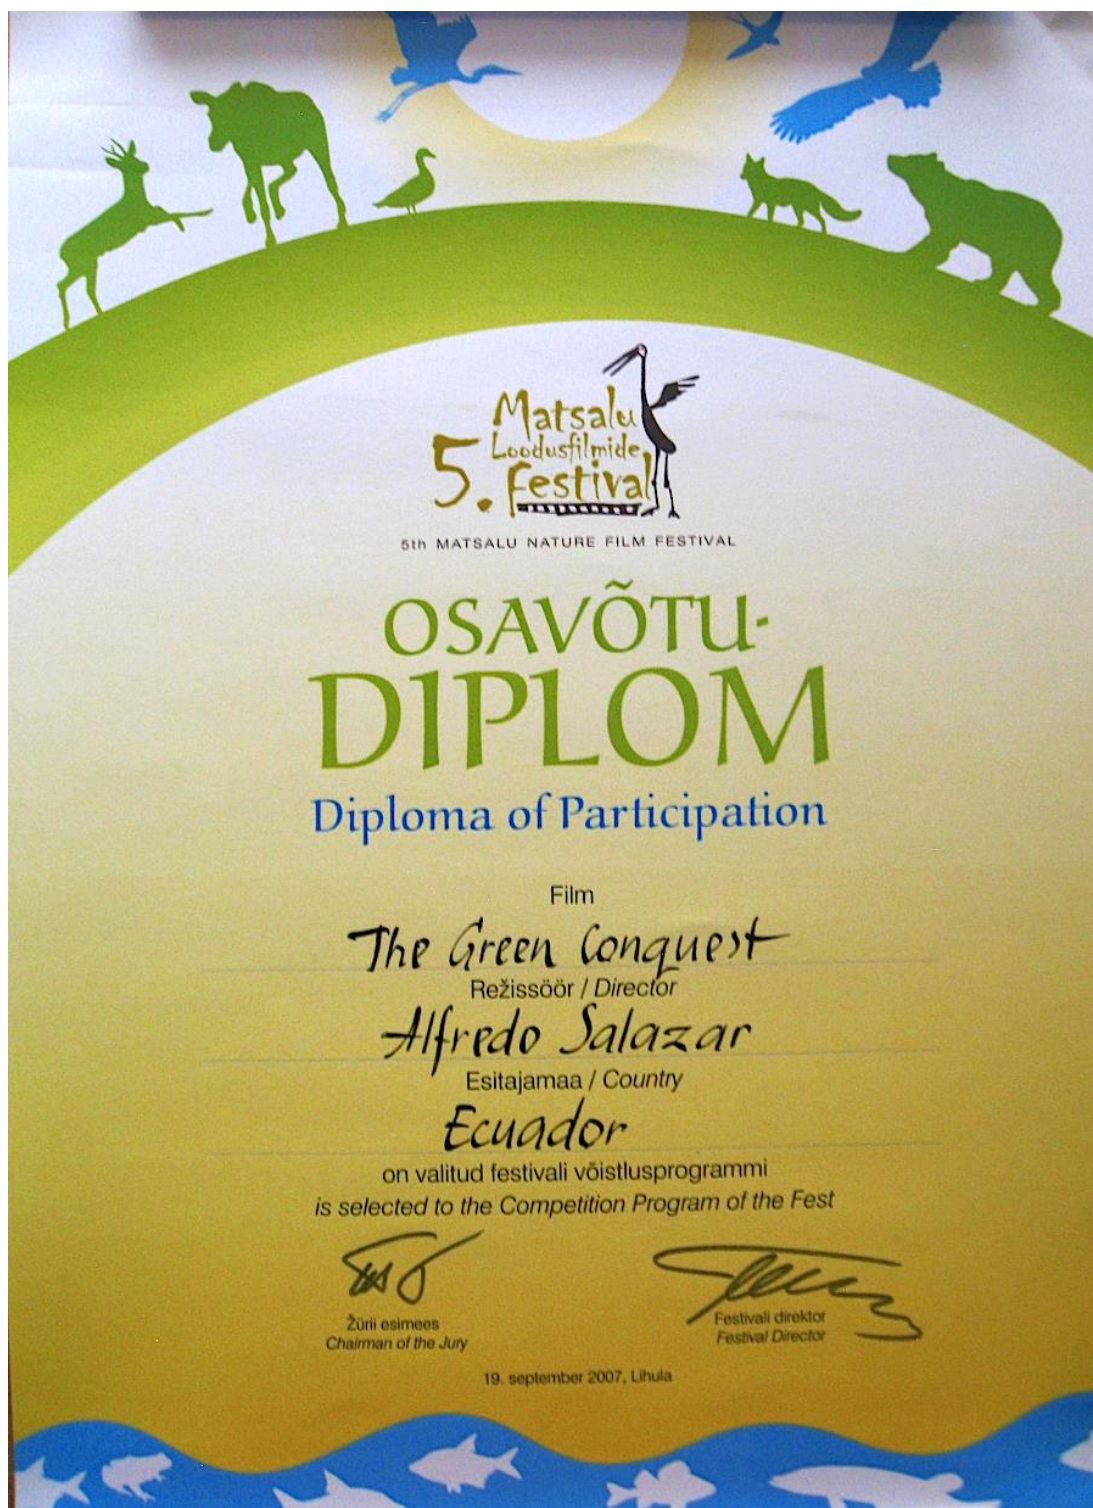 Matsalu
Loodusfilmide
5. Festival
5th MATSALU NATURE FILM FESTIVAL
OSAVÕTU-
DIPLOM
Diploma of Participation
Film
The Green Conquest
Režissöör / Director
Alfredo Salazar
Esitajamaa / Country
Ecuador
on valitud festivali võistlusprogrammi
is selected to the Competition Program of the Fest
Žürii esimees
Chairman of the Jury
Festivali direktor
Festival Director
19. september 2007, Lihula